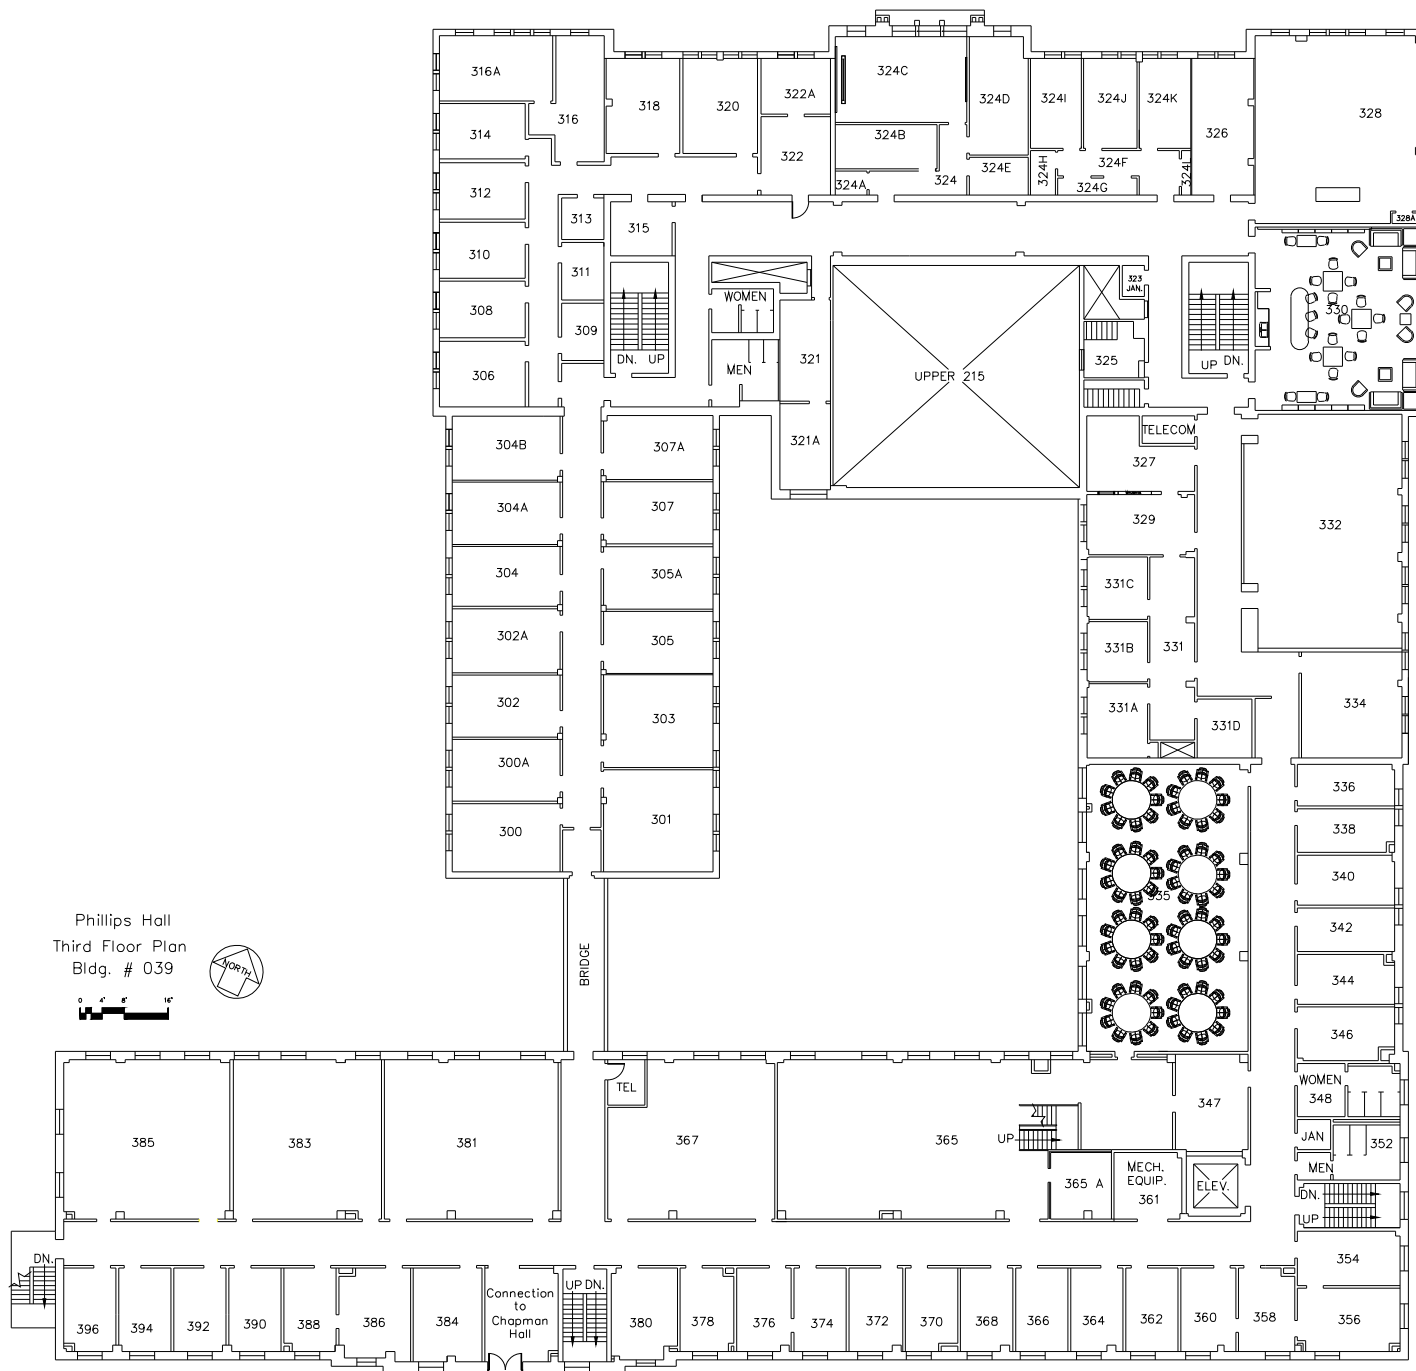 316A
316
318
320
322A
324C
324D
324I
324J
324K
326
328
314
322
324B
324E
324H
324F
324G
324L
324A
324
312
313
315
328A
310
311
323
JAN.
WOMEN
308
309
330
DN.
UP
MEN
321
325
UP
DN.
306
UPPER 215
304B
307A
321A
TELECOM
327
304A
307
329
332
304
305A
331C
302A
305
331B
331
302
303
331A
331D
334
300A
300
301
336
338
340
335
342
344
346
Phillips Hall
Third Floor Plan
Bldg. # 039
NORTH
0 4' 8' 16'
BRIDGE
TEL
WOMEN
348
385
383
381
367
365
UP
347
JAN
352
MEN
365 A
MECH.
EQUIP.
361
ELEV.
DN.
UP
DN.
354
UP DN.
Connection
to
Chapman
Hall
396
394
392
390
388
386
384
380
378
376
374
372
370
368
366
364
362
360
358
356